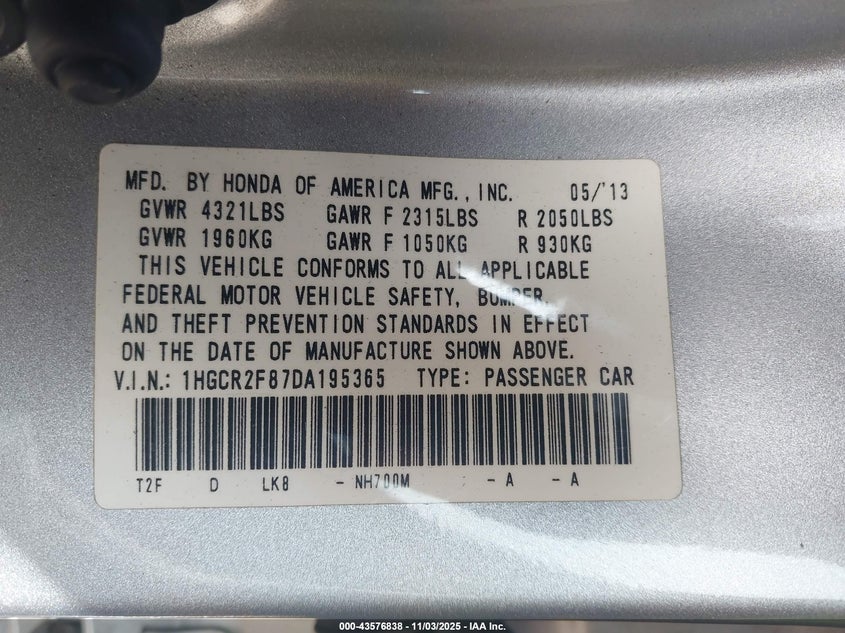 MFD. BY HONDA OF AMERICA MFG., INC. 05/'13
GVWR 4321LBS GAWR F 2315LBS R 2050LBS
GVWR 1960KG GAWR F 1050KG R 930KG
THIS VEHICLE CONFORMS TO ALL APPLICABLE
FEDERAL MOTOR VEHICLE SAFETY, BUMPER,
AND THEFT PREVENTION STANDARDS IN EFFECT
ON THE DATE OF MANUFACTURE SHOWN ABOVE.
V.I.N.: 1HGCR2F87DA195365 TYPE: PASSENGER CAR
T2F D LK8 - NH700M - A - A
000-43576838 - 11/03/2025 - IAA Inc.